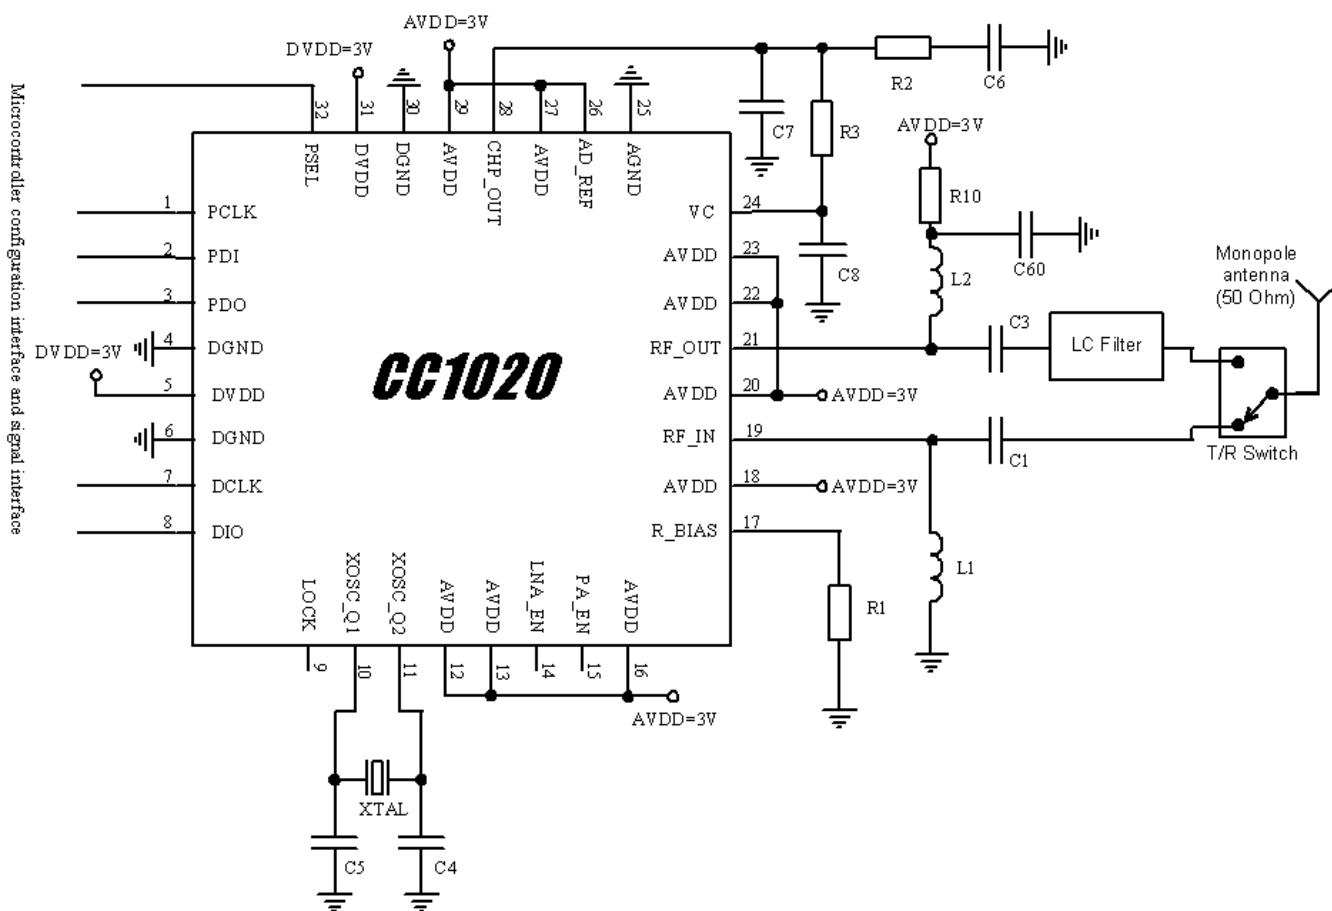 AVDD=3V
DVDD=3V
R2
C6
32
31
30
29
28
27
26
25
C7
R3
AVDD=3V
PSEL
DVDD
DGND
AVDD
CHP_OUT
AVDD
AD_REF
AGND
R10
Microcontroller configuration interface and signal interface
1
PCLK
VC
24
2
PDI
AVDD
23
C8
C60
L2
Monopole
antenna
(50 Ohm)
3
PDO
AVDD
22
DVDD=3V
4
DGND
CC1020
RF_OUT
21
C3
LC Filter
5
DVDD
AVDD
20
AVDD=3V
6
DGND
RF_IN
19
C1
T/R Switch
7
DCLK
AVDD
18
AVDD=3V
8
DIO
R_BIAS
17
LOCK
XOSC_Q1
XOSC_Q2
AVDD
AVDD
LNA_EN
PA_EN
AVDD
R1
L1
9
10
11
12
13
14
15
16
AVDD=3V
XTAL
C5
C4